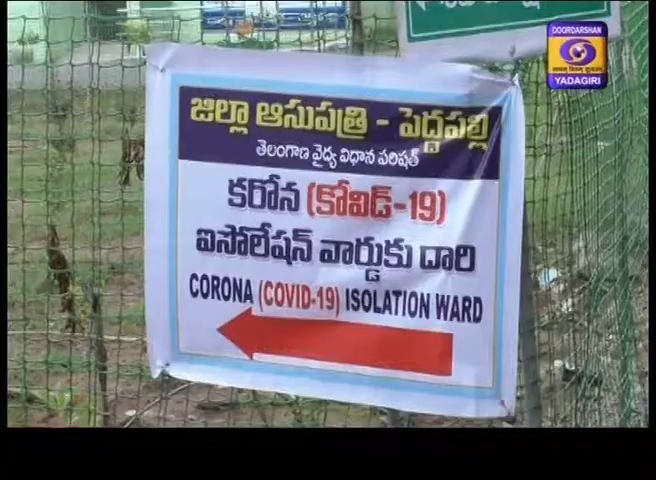 DOORDARSHAN
YADAGIRI
జిల్లా ఆసుపత్రి - పెద్దపల్లి
తెలంగాణ వైద్య విధాన పరిషత్
కరోన (కోవిడ్-19)
ఐసోలేషన్ వార్డుకు దారి
CORONA (COVID-19) ISOLATION WARD